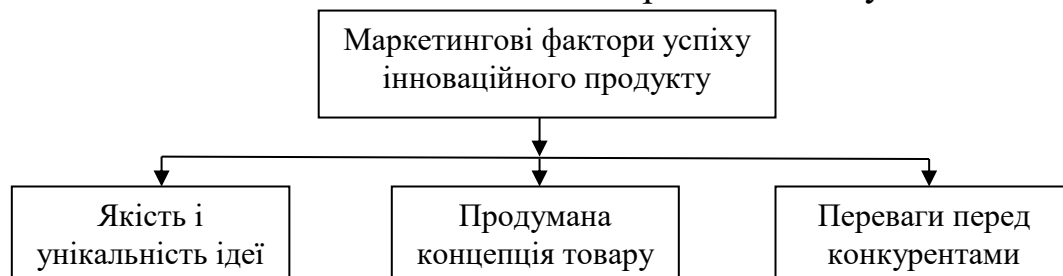 Маркетингові фактори успіху
інноваційного продукту
Якість і
унікальність ідеї
Продумана
концепція товару
Переваги перед
конкурентами